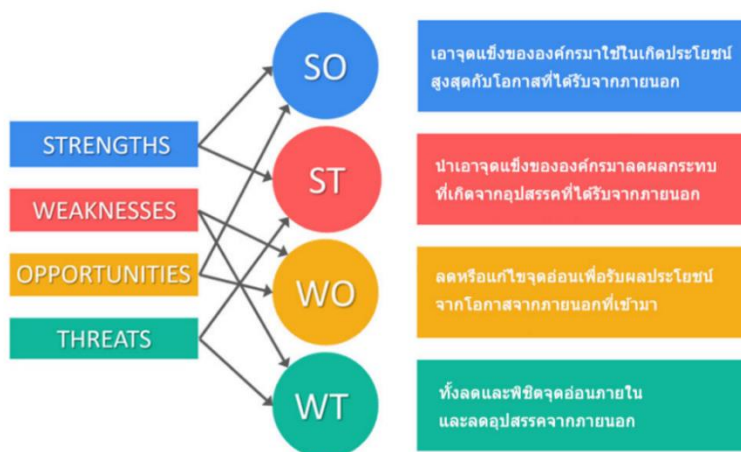 STRENGTHS
WEAKNESSES
OPPORTUNITIES
THREATS
SO
ST
WO
WT
เอาจุดแข็งขององค์กรมาใช้ในเกิดประโยชน์
สูงสุดกับโอกาสที่ได้รับจากภายนอก
นำเอาจุดแข็งขององค์กรมาลดผลกระทบ
ที่เกิดจากอุปสรรคที่ได้รับจากภายนอก
ลดหรือแก้ไขจุดอ่อนเพื่อรับผลประโยชน์
จากโอกาสจากภายนอกที่เข้ามา
ทั้งลดและพิชิตจุดอ่อนภายใน
และลดอุปสรรคจากภายนอก